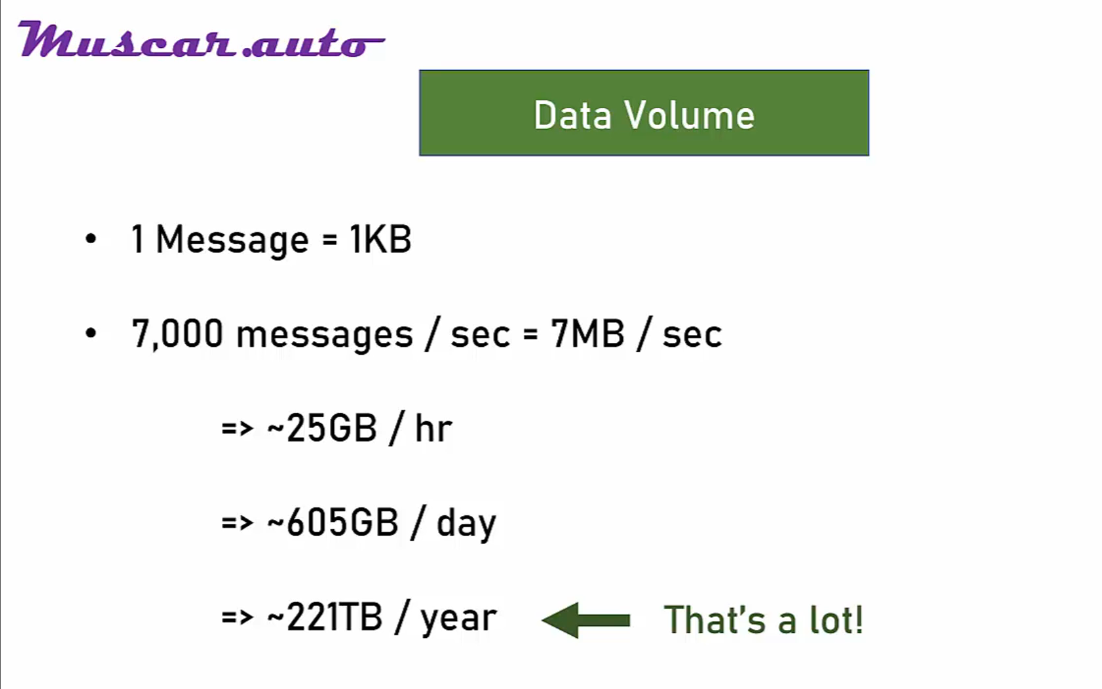 Muscar.auto
Data Volume
• 1 Message = 1KB
• 7,000 messages / sec = 7MB / sec
=> ~25GB / hr
=> ~605GB / day
=> ~221TB / year
That's a lot!